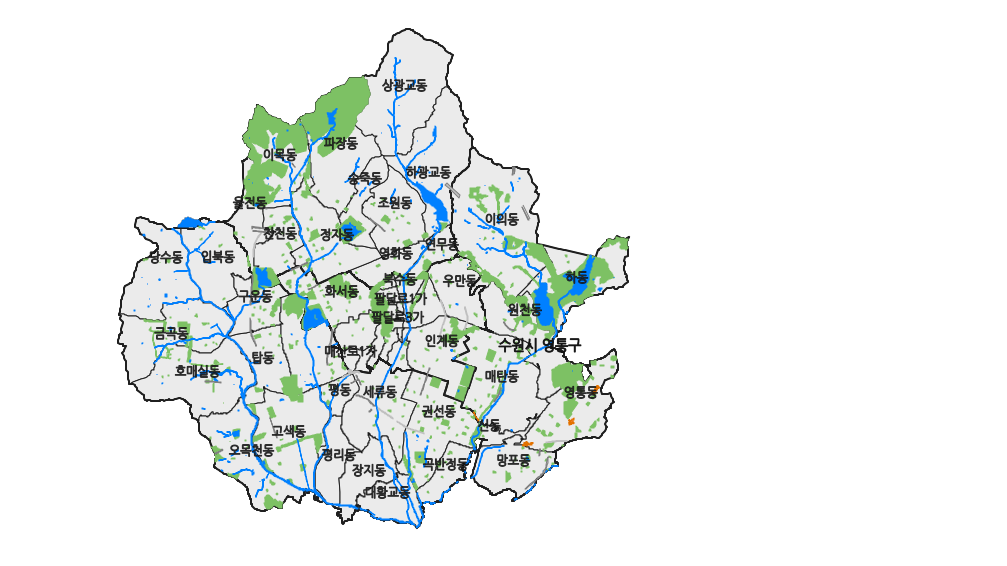 상광교동
파장동
이목동
하광교동
송죽동
율전동
조원동
이의동
천천동
정자동
연무동
영화동
당수동
입북동
복수동
우만동
하동
구운동
화서동
팔달로1가
원천동
팔달로3가
금곡동
인계동
수원시 영통구
매산로1가
탑동
호매실동
매탄동
평동
세류동
영통동
권선동
신동
고색동
오목천동
평리동
곡반정동
망포동
장지동
대황교동